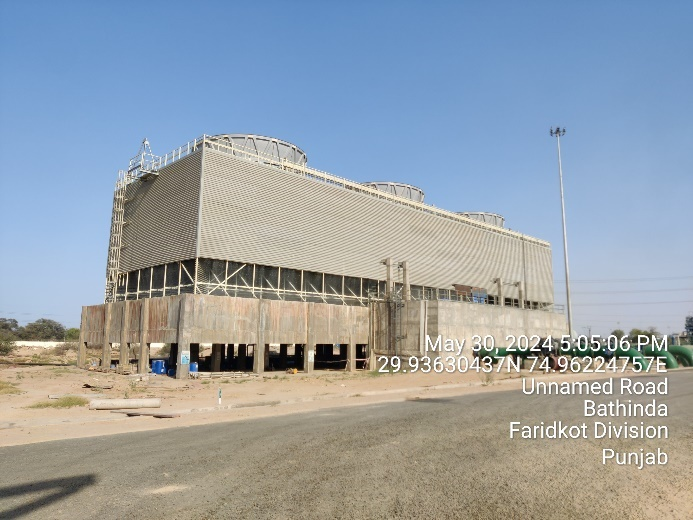 May 30, 2024 5:05:06 PM
29.93630437N 74.96224757E
Unnamed Road
Bathinda
Faridkot Division
Punjab